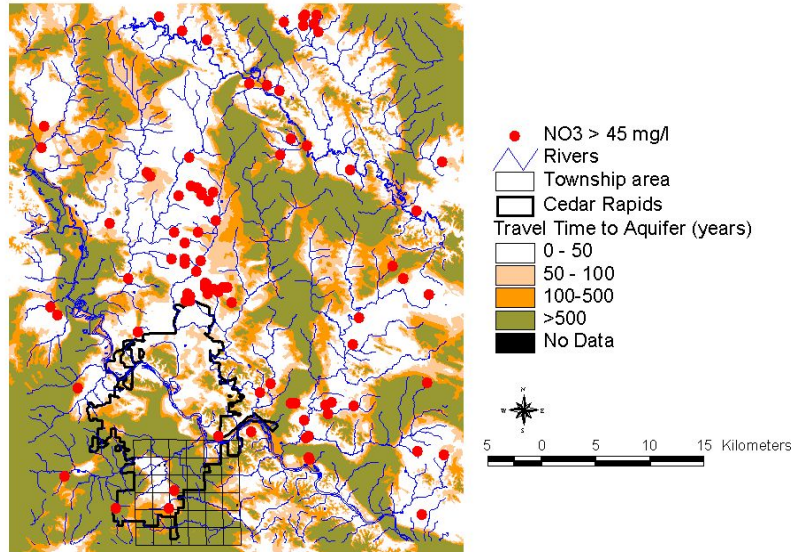 NO3 > 45 mg/l
Rivers
Township area
Cedar Rapids
Travel Time to Aquifer (years)
0 - 50
50 - 100
100-500
>500
No Data
N
W E
S
5 0 5 10 15 Kilometers